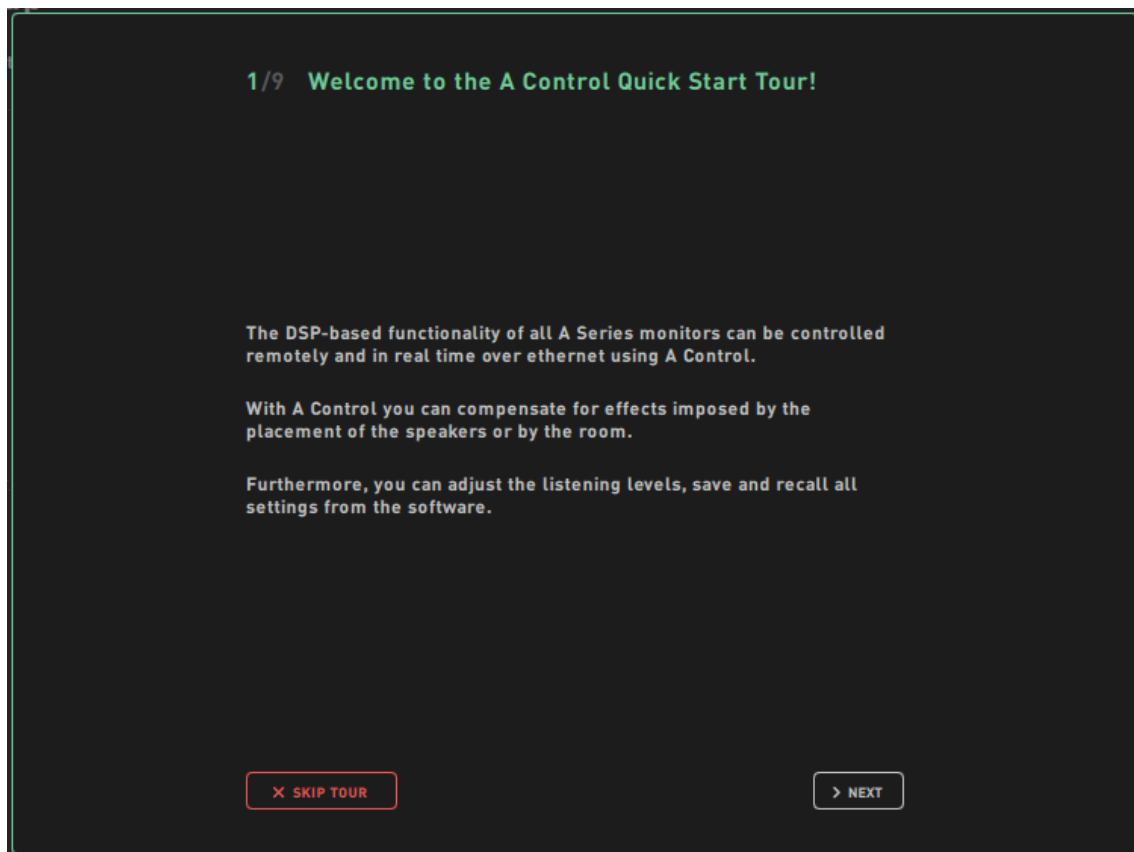 1/9 Welcome to the A Control Quick Start Tour!
The DSP-based functionality of all A Series monitors can be controlled
remotely and in real time over ethernet using A Control.
With A Control you can compensate for effects imposed by the
placement of the speakers or by the room.
Furthermore, you can adjust the listening levels, save and recall all
settings from the software.
SKIP TOUR
NEXT